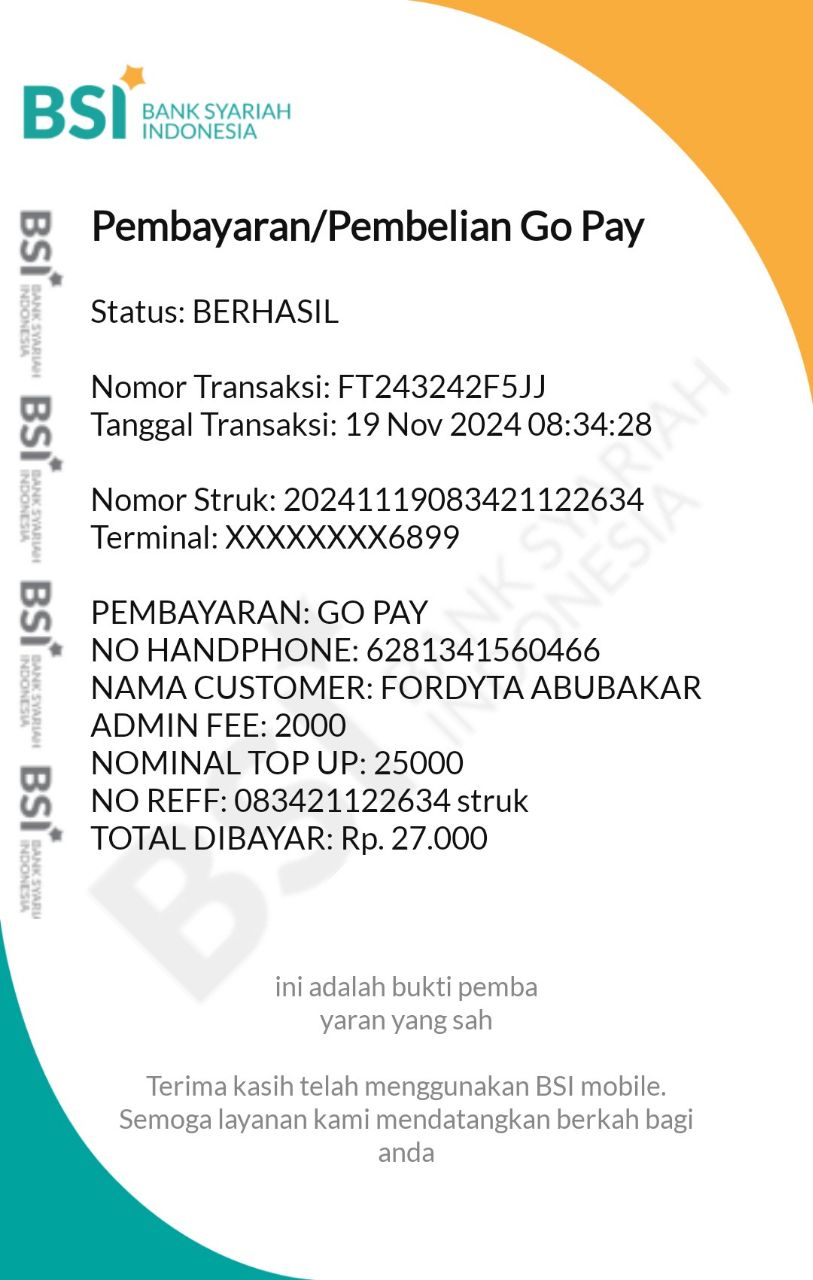 BSI BANK SYARIAH
INDONESIA
Pembayaran/Pembelian Go Pay
Status: BERHASIL
Nomor Transaksi: FT243242F5JJ
Tanggal Transaksi: 19 Nov 2024 08:34:28
Nomor Struk: 20241119083421122634
Terminal: XXXXXXXX6899
PEMBAYARAN: GO PAY
NO HANDPHONE: 6281341560466
NAMA CUSTOMER: FORDYTA ABUBAKAR
ADMIN FEE: 2000
NOMINAL TOP UP: 25000
NO REFF: 083421122634 struk
TOTAL DIBAYAR: Rp. 27.000
ini adalah bukti pemba
yaran yang sah
Terima kasih telah menggunakan BSI mobile.
Semoga layanan kami mendatangkan berkah bagi
anda
BSI BANK SYARIAH
INDONESIA
BSI BANK SYARIAH
INDONESIA
BSI BANK SYARIAH
INDONESIA
BSI BANK SYARI
INDONESIA
BSI BANK SYARIAH
INDONESIA